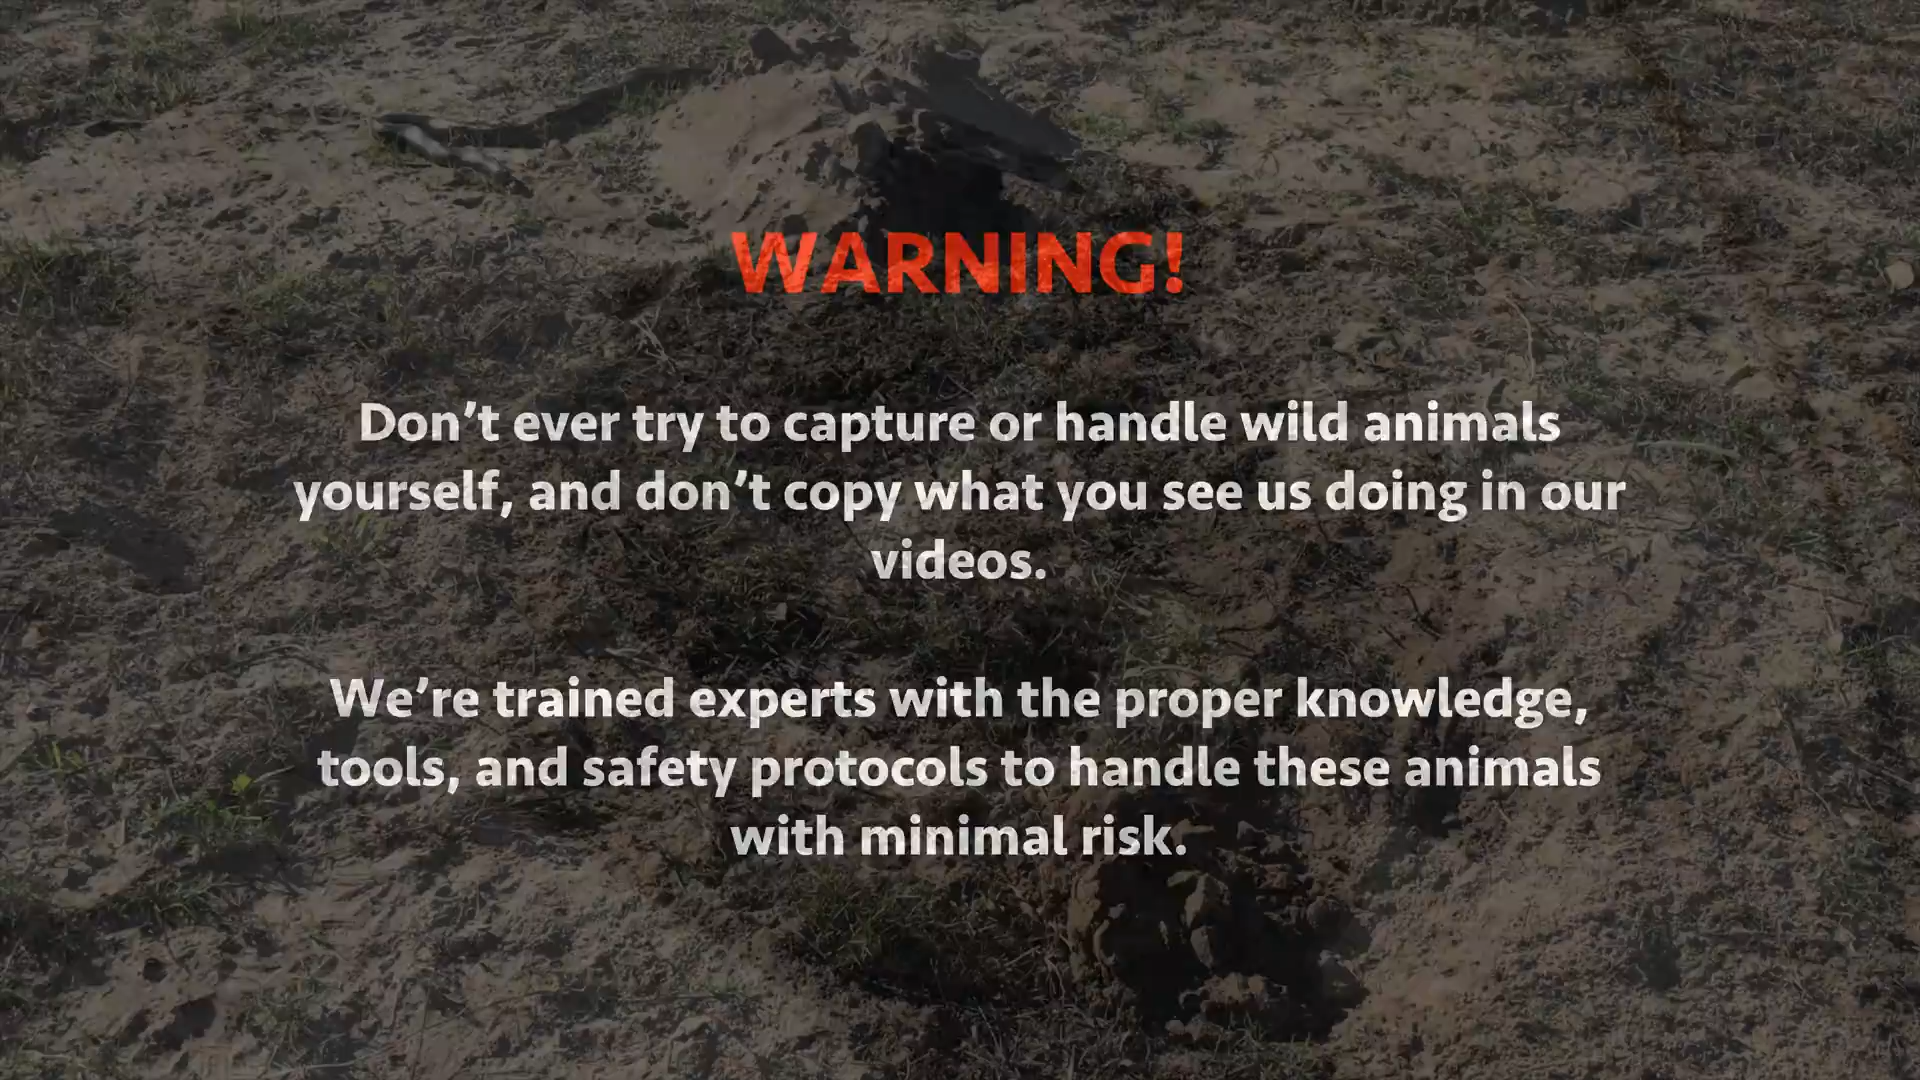 WARNING!
Don’t ever try to capture or handle wild animals
yourself, and don’t copy what you see us doing in our
videos.
We’re trained experts with the proper knowledge,
tools, and safety protocols to handle these animals
with minimal risk.